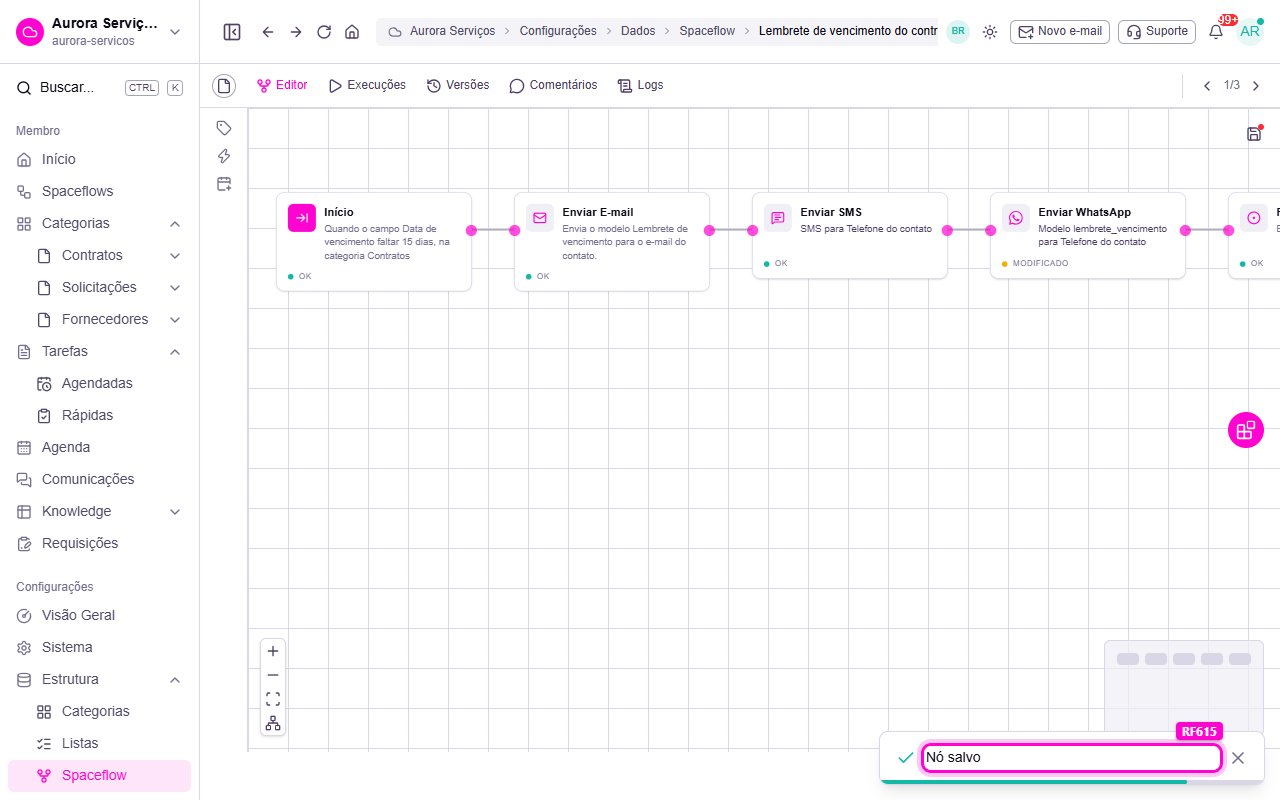 Aurora Serviç...
aurora-servicos
Aurora Serviços
Configurações
Dados
Spaceflow
Lembrete de vencimento do contr
BR
Novo e-mail
Suporte
99+
AR
Buscar...
CTRL
K
Editor
Execuções
Versões
Comentários
Logs
1/3
Membro
Início
Spaceflows
Categorias
Contratos
Solicitações
Fornecedores
Tarefas
Agendadas
Rápidas
Agenda
Comunicações
Knowledge
Requisições
Configurações
Visão Geral
Sistema
Estrutura
Categorias
Listas
Spaceflow
Início
Quando o campo Data de
vencimento faltar 15 dias, na
categoria Contratos
OK
Enviar E-mail
Envia o modelo Lembrete de
vencimento para o e-mail do
contato.
OK
Enviar SMS
SMS para Telefone do contato
OK
Enviar WhatsApp
Modelo lembrete_vencimento
para Telefone do contato
MODIFICADO
OK
RF615
Nó salvo